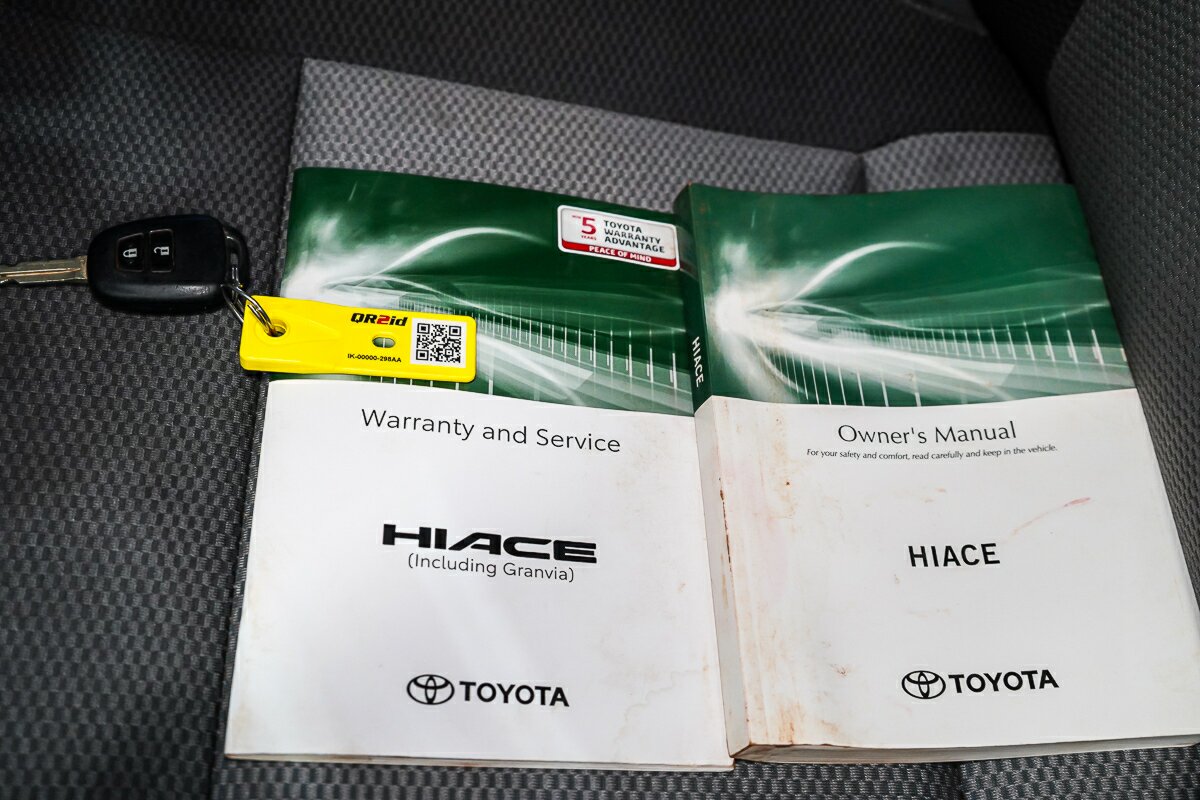 QR2id
IK-00000-298AA
NEW 5 YEARS
TOYOTA
WARRANTY
ADVANTAGE
PEACE OF MIND
Warranty and Service
HIACE
(Including Granvia)
TOYOTA
HIACE
Owner's Manual
For your safety and comfort, read carefully and keep in the vehicle.
HIACE
TOYOTA